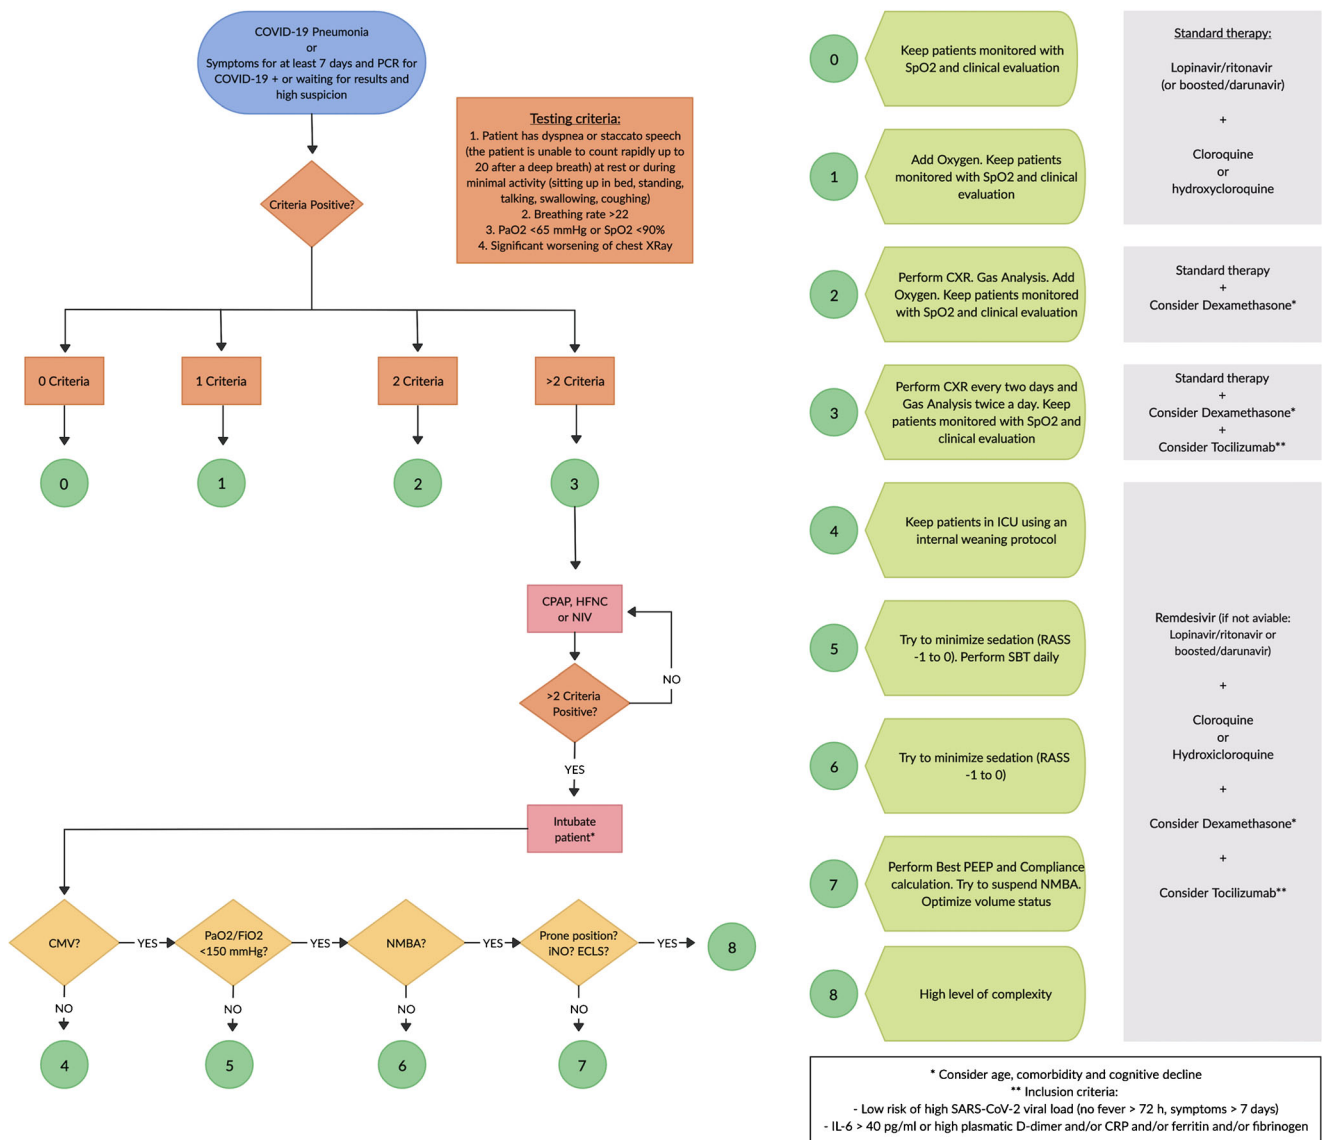 COVID-19 Pneumonia
or
Symptoms for at least 7 days and PCR for
COVID-19 + or waiting for results and
high suspicion
Testing criteria:
1. Patient has dyspnea or staccato speech
(the patient is unable to count rapidly up to
20 after a deep breath) at rest or during
minimal activity (sitting up in bed, standing,
talking, swallowing, coughing)
2. Breathing rate >22
3. PaO2 <65 mmHg or SpO2 <90%
4. Significant worsening of chest XRay
Criteria Positive?
0 Criteria
1 Criteria
2 Criteria
>2 Criteria
0
1
2
3
CPAP, HFNC
or NIV
NO
>2 Criteria
Positive?
YES
Intubate
patient*
CMV?
YES
PaO2/FiO2
<150 mmHg?
YES
NMBA?
YES
Prone position?
iNO? ECLS?
YES
8
NO
NO
NO
NO
4
5
6
7
0
Keep patients monitored with
SpO2 and clinical evaluation
1
Add Oxygen. Keep patients
monitored with SpO2 and clinical
evaluation
Standard therapy:
Lopinavir/ritonavir
(or boosted/darunavir)
+
Cloroquine
or
hydroxycloroquine
2
Perform CXR. Gas Analysis. Add
Oxygen. Keep patients monitored
with SpO2 and clinical evaluation
Standard therapy
+
Consider Dexamethasone*
3
Perform CXR every two days and
Gas Analysis twice a day. Keep
patients monitored with SpO2 and
clinical evaluation
Standard therapy
+
Consider Dexamethasone*
+
Consider Tocilizumab**
4
Keep patients in ICU using an
internal weaning protocol
5
Try to minimize sedation (RASS
-1 to 0). Perform SBT daily
6
Try to minimize sedation (RASS
-1 to 0)
7
Perform Best PEEP and Compliance
calculation. Try to suspend NMBA.
Optimize volume status
8
High level of complexity
Remdesivir (if not aviable:
Lopinavir/ritonavir or
boosted/darunavir)
+
Cloroquine
or
Hydroxicloroquine
+
Consider Dexamethasone*
+
Consider Tocilizumab**
* Consider age, comorbidity and cognitive decline
** Inclusion criteria:
- Low risk of high SARS-CoV-2 viral load (no fever > 72 h, symptoms > 7 days)
- IL-6 > 40 pg/ml or high plasmatic D-dimer and/or CRP and/or ferritin and/or fibrinogen